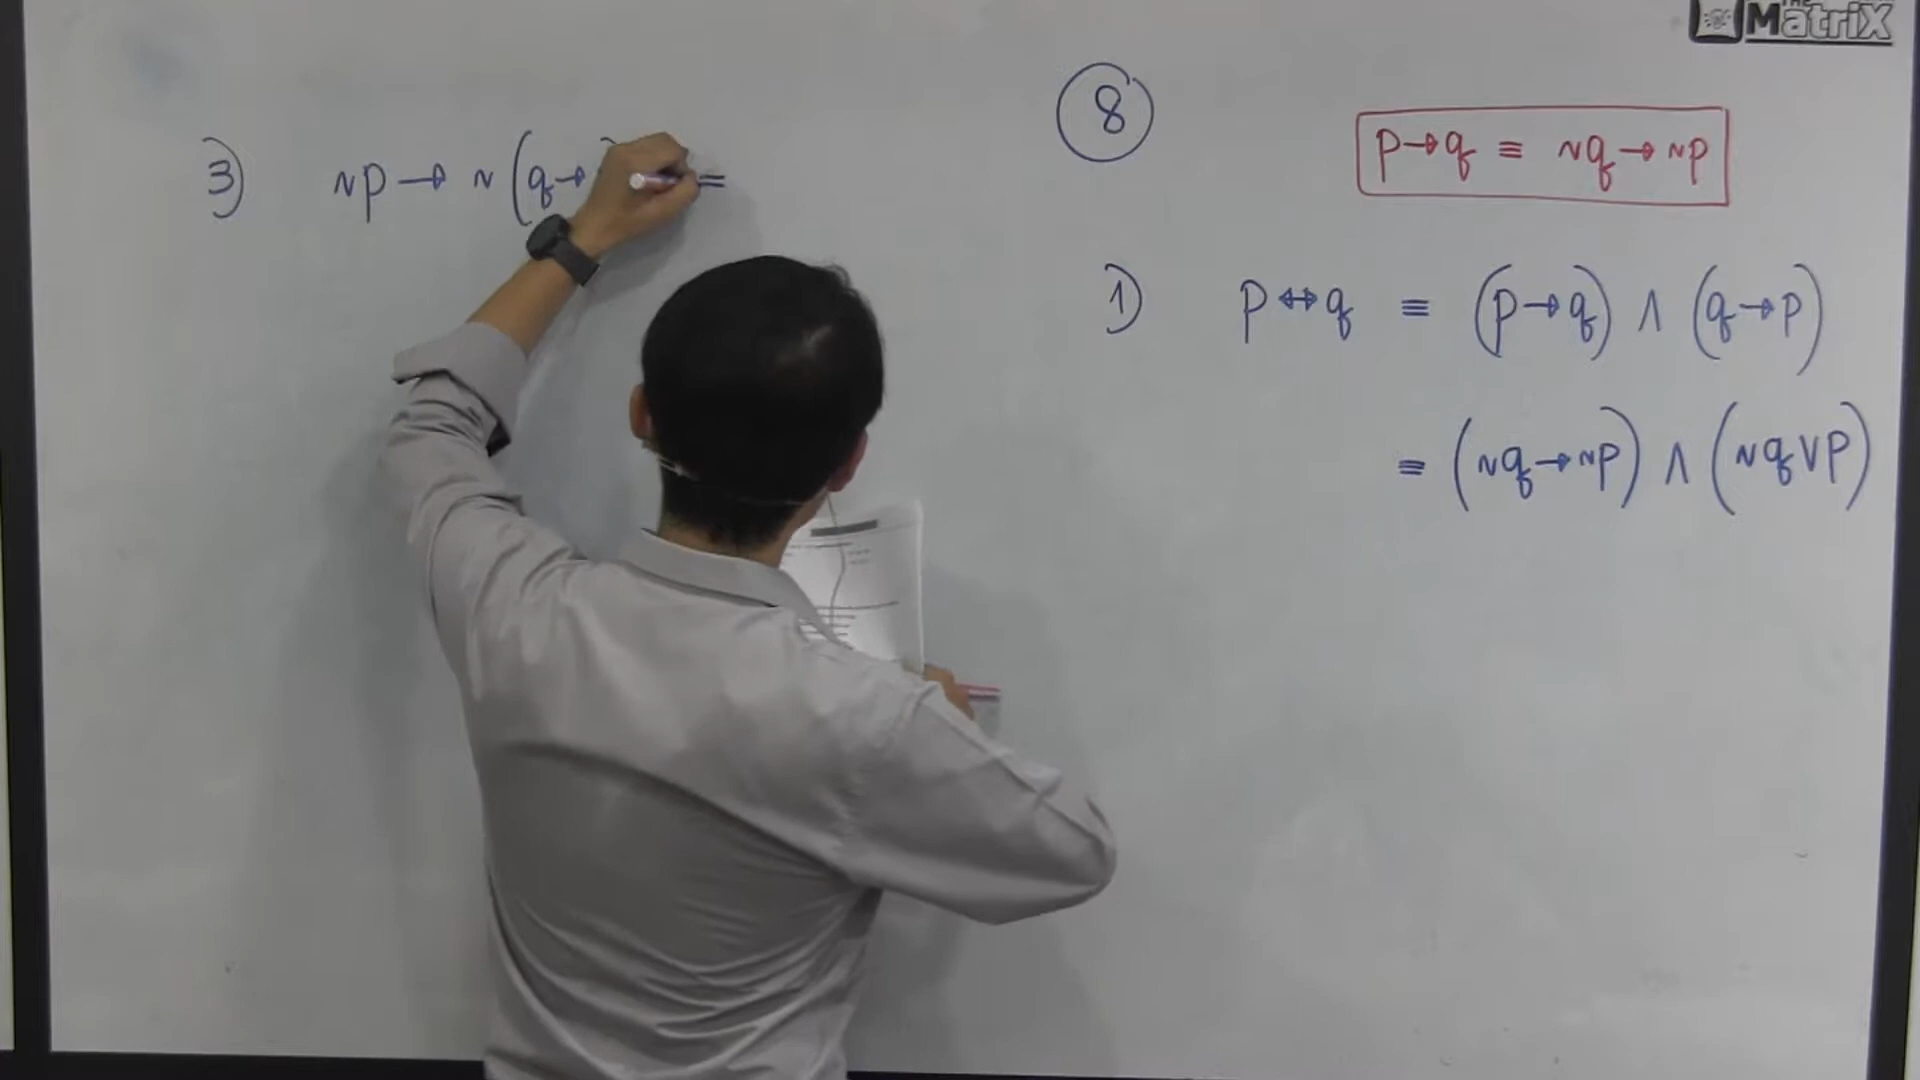 THE MatriX
3) ~p → ~(q → ) =
8
p → q ≡ ~q → ~p
1) p ↔ q ≡ (p → q) ∧ (q → p)
≡ (~q → ~p) ∧ (~q ∨ p)